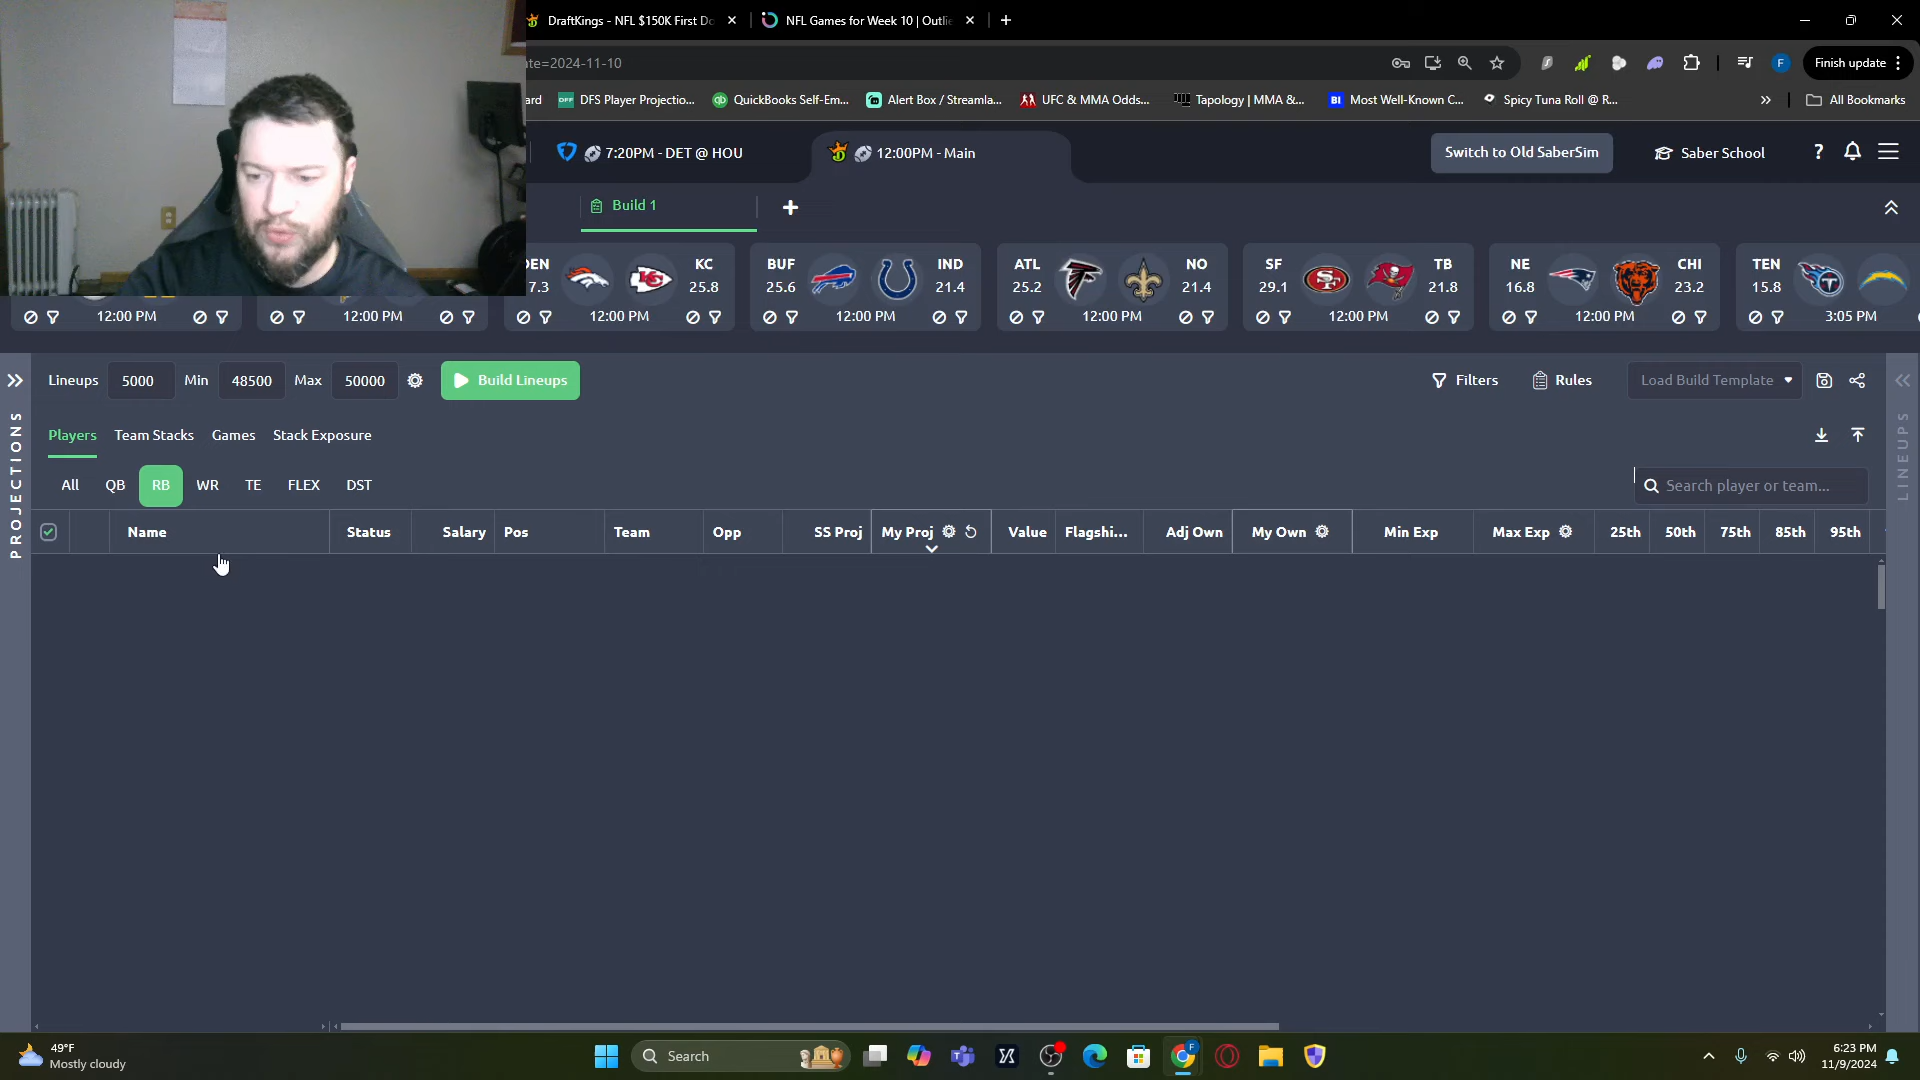 DraftKings - NFL $150K First Do
NFL Games for Week 10 | Outlie
te=2024-11-10
F
Finish update
ard
DFS Player Projectio...
QuickBooks Self-Em...
Alert Box / Streamla...
UFC & MMA Odds...
Tapology | MMA &...
BI Most Well-Known C...
Spicy Tuna Roll @ R...
All Bookmarks
7:20PM - DET @ HOU
12:00PM - Main
Switch to Old SaberSim
Saber School
?
Build 1
DEN KC
7.3 25.8
12:00 PM
BUF IND
25.6 21.4
12:00 PM
ATL NO
25.2 21.4
12:00 PM
SF TB
29.1 21.8
12:00 PM
NE CHI
16.8 23.2
12:00 PM
TEN
15.8
3:05 PM
12:00 PM
12:00 PM
Lineups 5000 Min 48500 Max 50000 Build Lineups
Filters Rules Load Build Template
PROJECTIONS
LINEUPS
Players Team Stacks Games Stack Exposure
All QB RB WR TE FLEX DST
Search player or team...
Name Status Salary Pos Team Opp SS Proj My Proj Value Flagshi... Adj Own My Own Min Exp Max Exp 25th 50th 75th 85th 95th
49°F
Mostly cloudy
Search
6:23 PM
11/9/2024